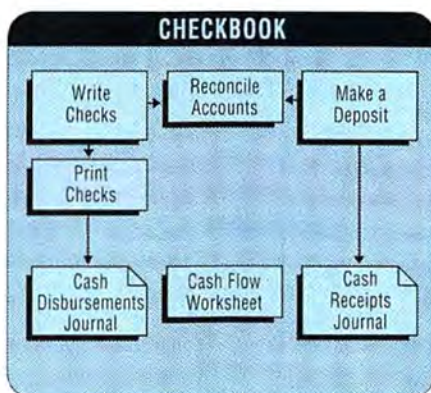 CHECKBOOK
Write
Checks
Reconcile
Accounts
Make a
Deposit
Print
Checks
Cash
Disbursements
Journal
Cash Flow
Worksheet
Cash
Receipts
Journal